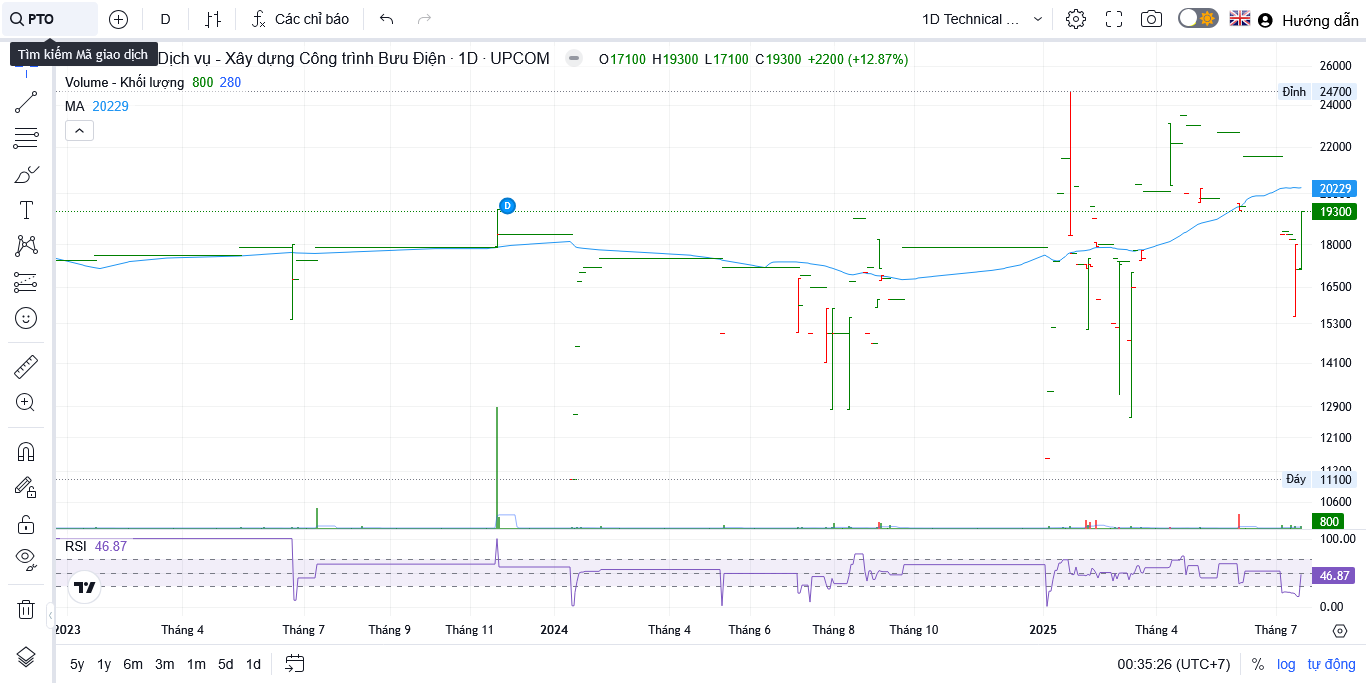 PTO
D
Các chỉ báo
1D Technical ...
Hướng dẫn
Tìm kiếm Mã giao dịch
Dịch vụ - Xây dựng Công trình Bưu Điện · 1D · UPCOM
O17100 H19300 L17100 C19300 +2200 (+12.87%)
Volume - Khối lượng 800 280
MA 20229
D
26000
Đỉnh 24700
24000
22000
20229
19300
18000
16500
15300
14100
12900
12100
11200
Đáy 11100
10600
800
RSI 46.87
100.00
46.87
0.00
2023 Tháng 4 Tháng 7 Tháng 9 Tháng 11 2024 Tháng 4 Tháng 6 Tháng 8 Tháng 10 2025 Tháng 4 Tháng 7
5y 1y 6m 3m 1m 5d 1d
00:35:26 (UTC+7) % log tự động